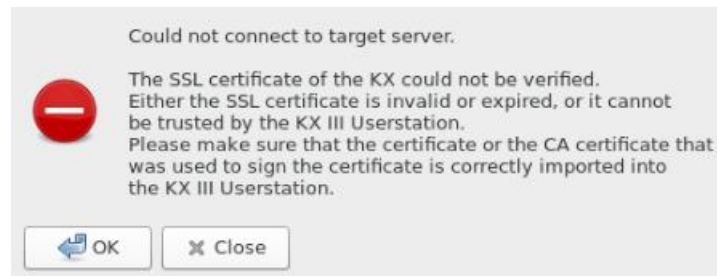 Could not connect to target server.
The SSL certificate of the KX could not be verified.
Either the SSL certificate is invalid or expired, or it cannot
be trusted by the KX III Userstation.
Please make sure that the certificate or the CA certificate that
was used to sign the certificate is correctly imported into
the KX III Userstation.
OK
Close